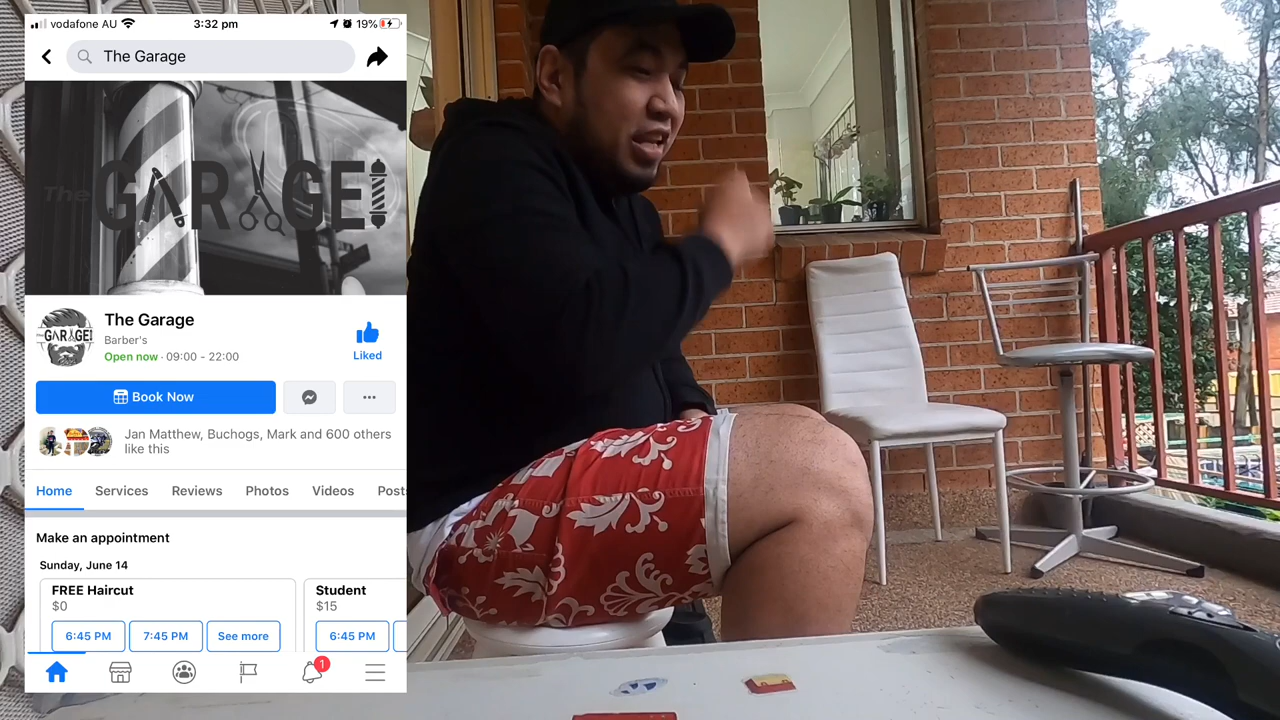 vodafone AU
3:32 pm
19%
The Garage
The GARAGE
The Garage
GARAGE
Barber's
Open now · 09:00 - 22:00
Liked
Book Now
Jan Matthew, Buchogs, Mark and 600 others
like this
Home
Services
Reviews
Photos
Videos
Posts
Make an appointment
Sunday, June 14
FREE Haircut
$0
6:45 PM
7:45 PM
See more
Student
$15
6:45 PM
1